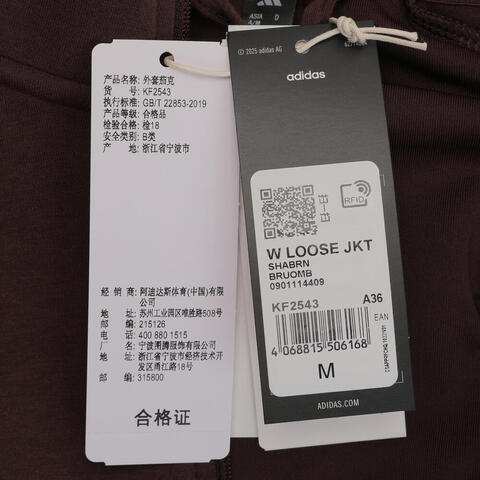 产品名称: 外套茄克
货 号: KF2543
执行标准: GB/T 22853-2019
产品等级: 合格品
检验合格: 检18
安全类别: B类
产 地: 浙江省宁波市
经 销 商: 阿迪达斯体育(中国)有限
公司
地址: 苏州工业园区唯胜路508号
邮编: 215126
电话: 400 880 1515
厂 名: 宁波图腾服饰有限公司
地址: 浙江省宁波市经济技术开
发区甬江路18号
邮编: 315800
合格证
ASIA
D
© 2025 adidas AG
adidas
RFID
W LOOSE JKT
SHABRN
BRUOMB
0901114409
KF2543 A36
EAN
4 068815 506168
M
ADIDAS.COM